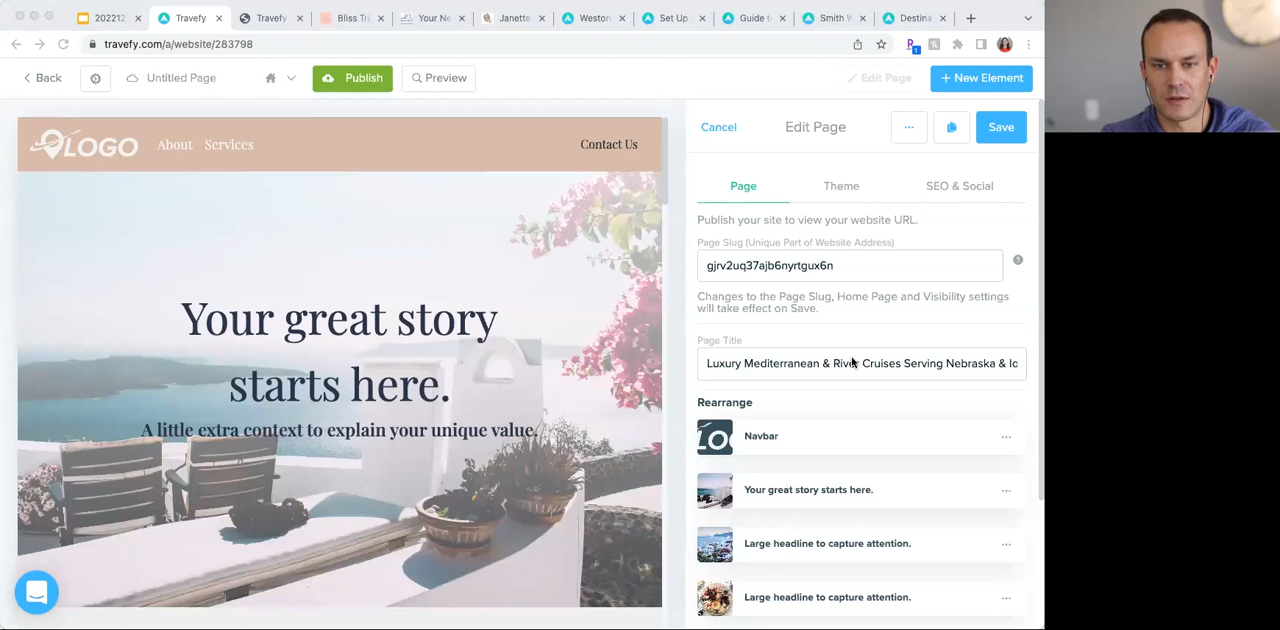 202212
Travefy
Travefy
Bliss Tri
Your Ne
Janette
Weston
Set Up
Guide t
Smith W
Destina
travefy.com/a/website/283798
Back
Untitled Page
Publish
Preview
Edit Page
+ New Element
LOGO
About Services
Contact Us
Your great story
starts here.
A little extra context to explain your unique value.
Cancel
Edit Page
Save
Page
Theme
SEO & Social
Publish your site to view your website URL.
Page Slug (Unique Part of Website Address)
gjrv2uq37ajb6nyrtgux6n
Changes to the Page Slug, Home Page and Visibility settings
will take effect on Save.
Page Title
Luxury Mediterranean & River Cruises Serving Nebraska & Io
Rearrange
Navbar
Your great story starts here.
Large headline to capture attention.
Large headline to capture attention.